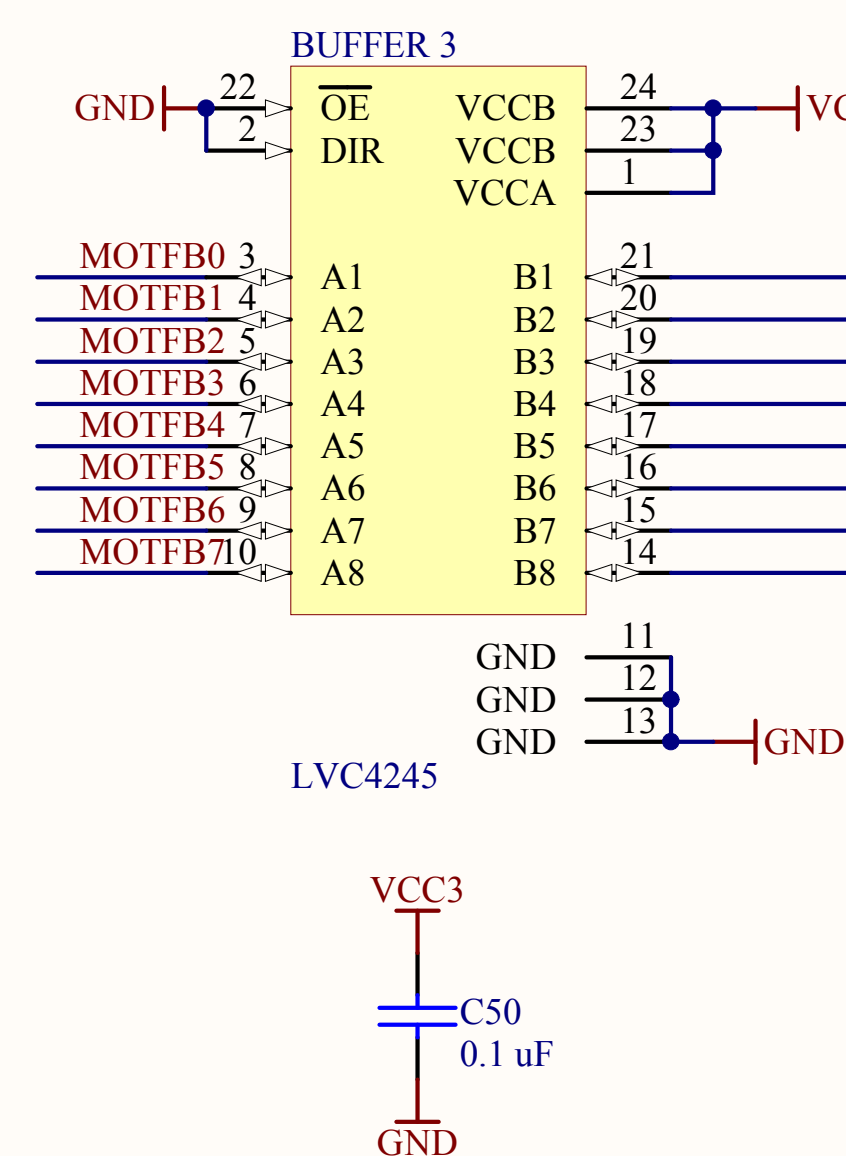 BUFFER 3
GND 22 OE VCCB 24
2 DIR VCCB 23
VCCA 1
MOTFB0 3 A1 B1 21
MOTFB1 4 A2 B2 20
MOTFB2 5 A3 B3 19
MOTFB3 6 A4 B4 18
MOTFB4 7 A5 B5 17
MOTFB5 8 A6 B6 16
MOTFB6 9 A7 B7 15
MOTFB7 10 A8 B8 14
GND 11
GND 12
GND 13 GND
LVC4245
VCC3
C50
0.1 uF
GND